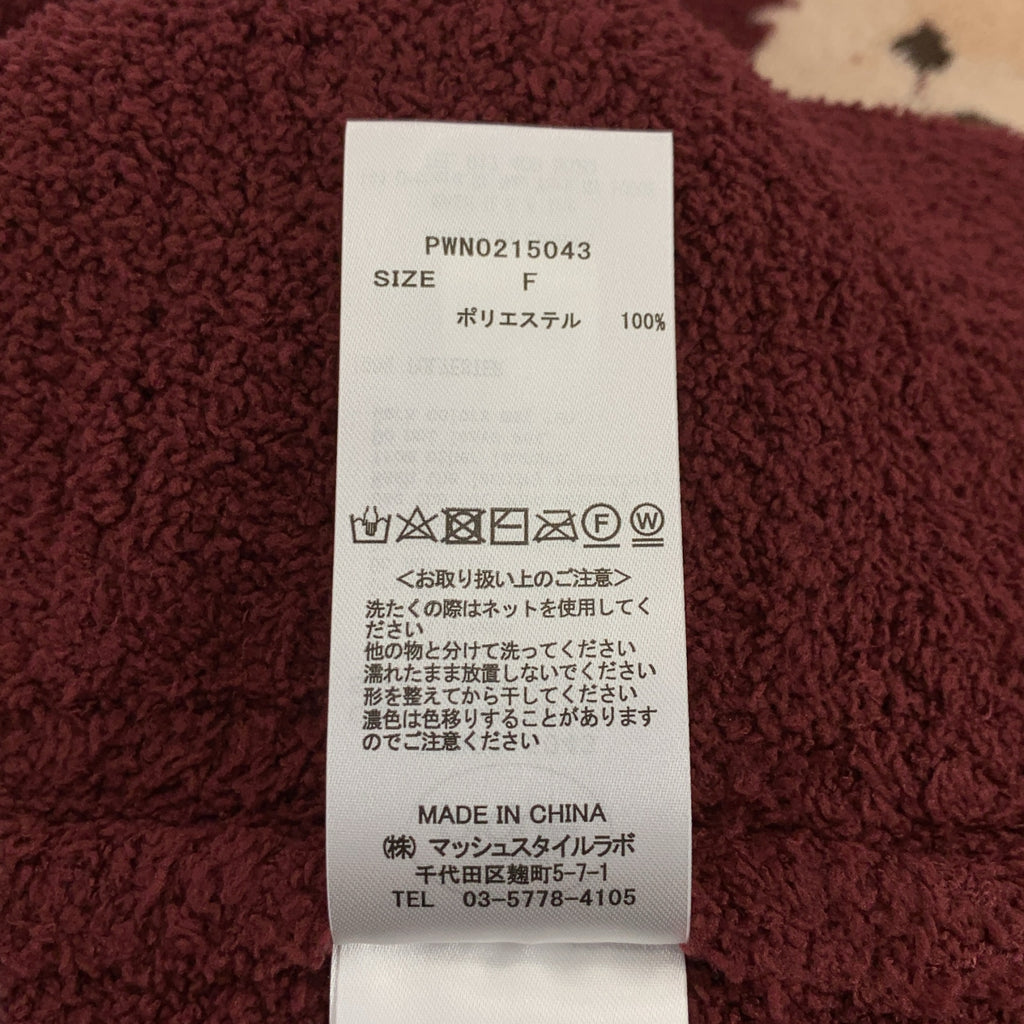 PWNO215043
SIZE F
ポリエステル 100%
F W
<お取り扱い上のご注意>
洗たくの際はネットを使用してく
ださい
他の物と分けて洗ってください
濡れたまま放置しないでください
形を整えてから干してください
濃色は色移りすることがあります
のでご注意ください
MADE IN CHINA
(株) マッシュスタイルラボ
千代田区麹町5-7-1
TEL 03-5778-4105